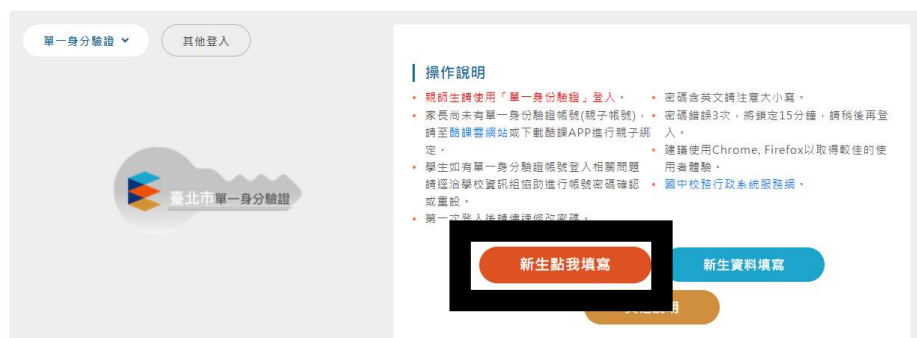 單一身分驗證
其他登入
臺北市單一身分驗證
操作說明
• 親師生請使用「單一身份驗證」登入。
• 家長尚未有單一身份驗證帳號(親子帳號)，
請至酷課雲網站或下載酷課APP進行親子綁
定。
• 學生如有單一身分驗證帳號登入相關問題
請逕洽學校資訊組協助進行帳號密碼確認
或重設。
• 第一次登入後請儘速修改密碼。
• 密碼含英文請注意大小寫。
• 密碼錯誤3次，將鎖定15分鐘，請稍後再登
入。
• 建議使用Chrome, Firefox以取得較佳的使
用者體驗。
• 國中校務行政系統服務網。
新生點我填寫
新生資料填寫
明